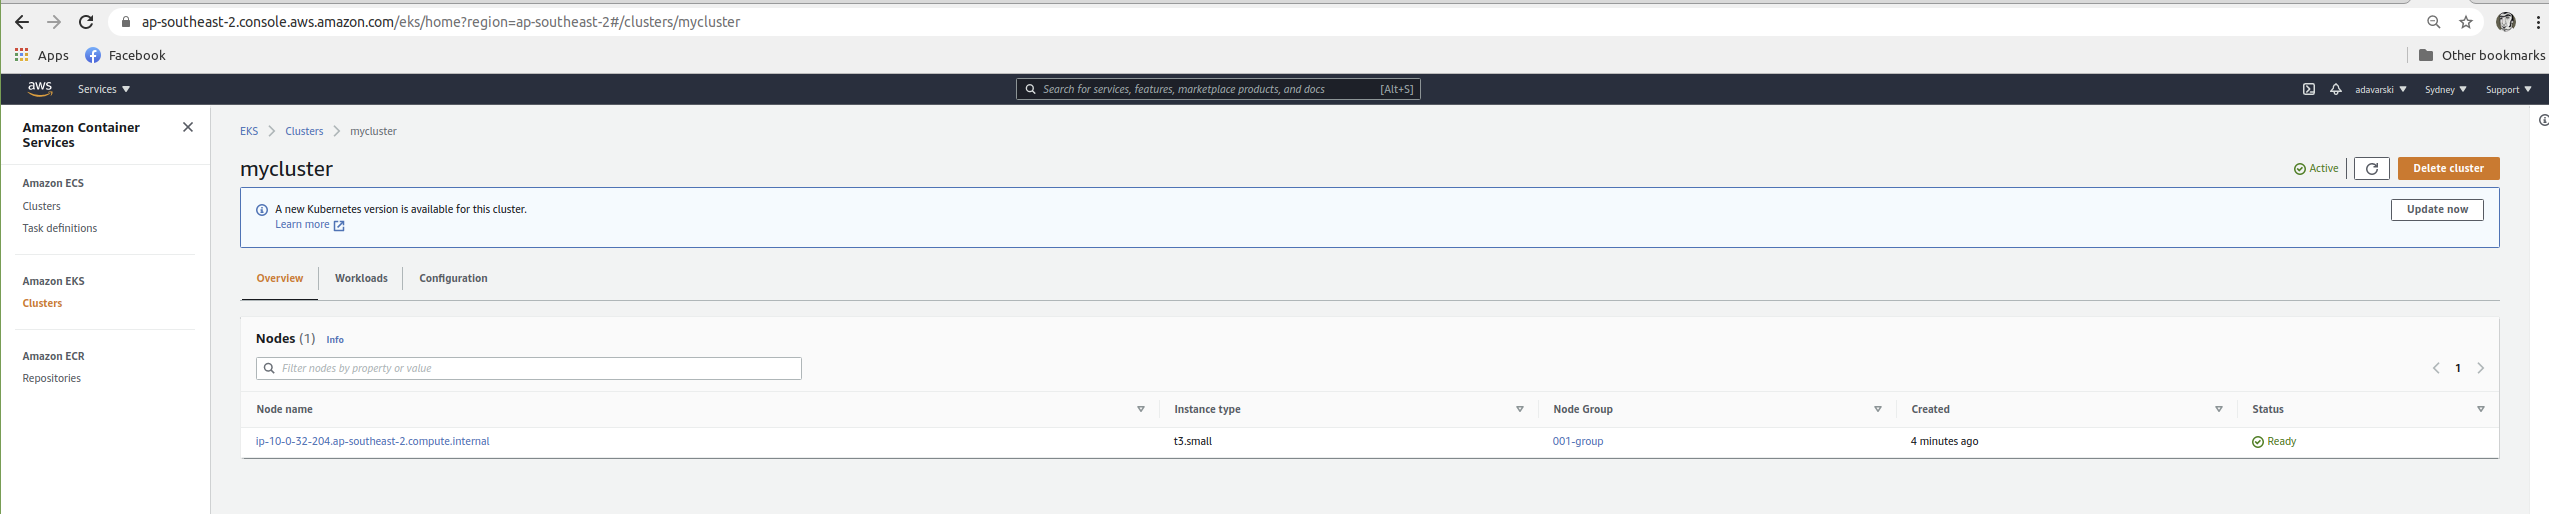 ap-southeast-2.console.aws.amazon.com/eks/home?region=ap-southeast-2#/clusters/mycluster
Apps Facebook Other bookmarks
aws Services Search for services, features, marketplace products, and docs [Alt+S] adavarski Sydney Support
Amazon Container Services
Amazon ECS
Clusters
Task definitions
Amazon EKS
Clusters
Amazon ECR
Repositories
EKS Clusters mycluster
mycluster Active Delete cluster
A new Kubernetes version is available for this cluster. Update now
Learn more
Overview Workloads Configuration
Nodes (1) Info
Filter nodes by property or value 1
Node name Instance type Node Group Created Status
ip-10-0-32-204.ap-southeast-2.compute.internal t3.small 001-group 4 minutes ago Ready